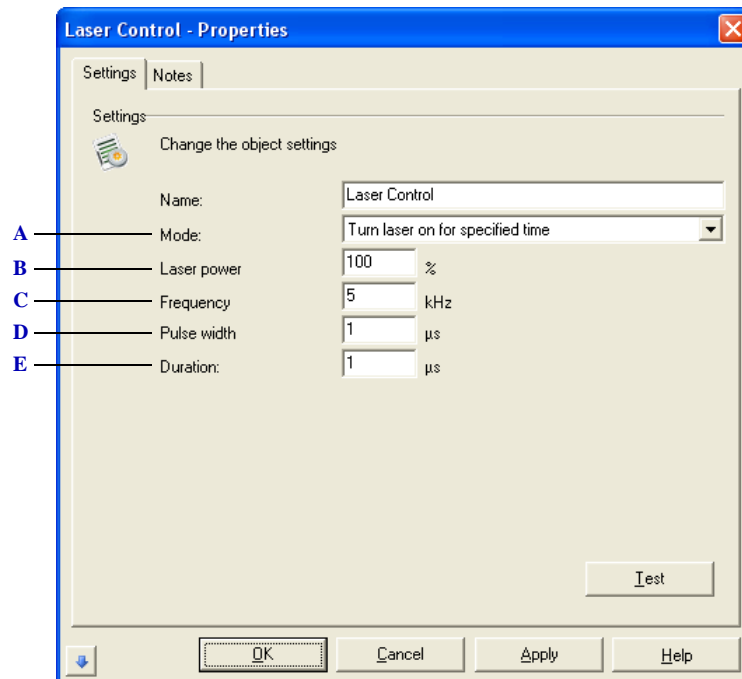 Laser Control - Properties
Settings Notes
Settings
Change the object settings
Name: Laser Control
A Mode: Turn laser on for specified time
B Laser power 100 %
C Frequency 5 kHz
D Pulse width 1 µs
E Duration: 1 µs
Test
OK Cancel Apply Help